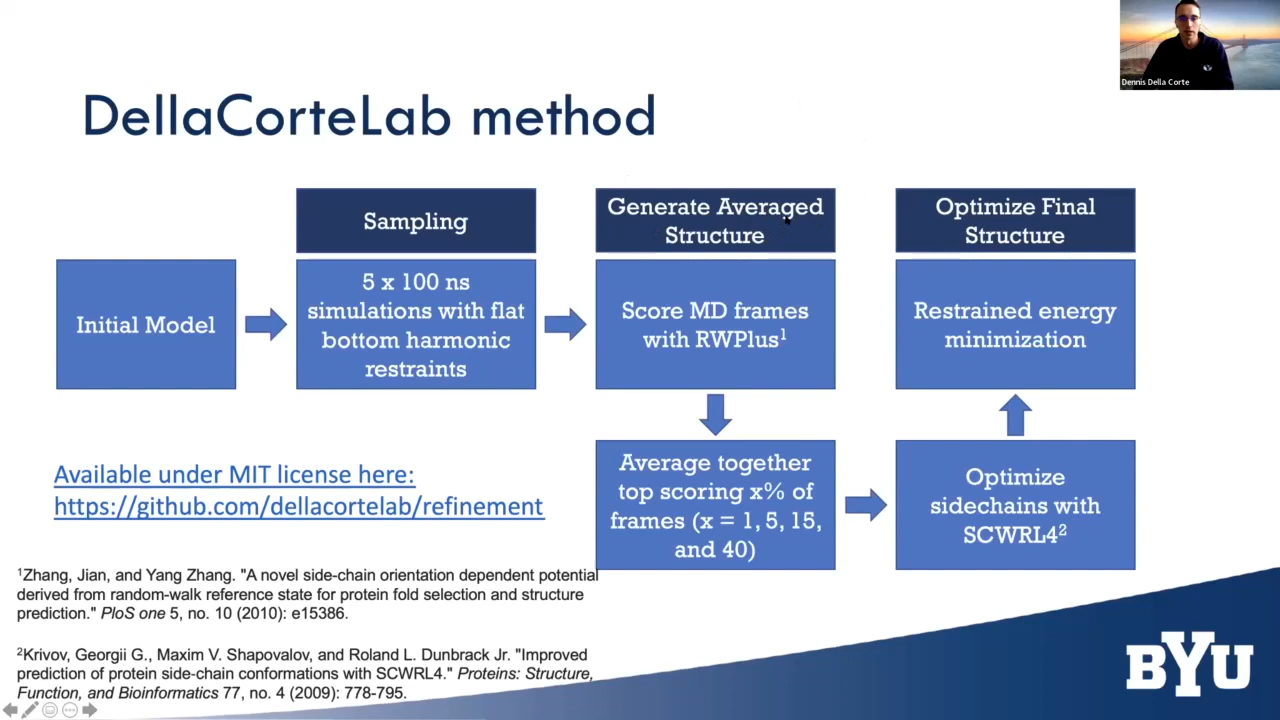 Dennis Della Corte
DellaCorteLab method
Sampling
Generate Averaged
Structure
Optimize Final
Structure
Initial Model
5 x 100 ns
simulations with flat
bottom harmonic
restraints
Score MD frames
with RWPlus¹
Restrained energy
minimization
Average together
top scoring x% of
frames (x = 1, 5, 15,
and 40)
Optimize
sidechains with
SCWRL4²
Available under MIT license here:
https://github.com/dellacortelab/refinement
¹Zhang, Jian, and Yang Zhang. "A novel side-chain orientation dependent potential
derived from random-walk reference state for protein fold selection and structure
prediction." PloS one 5, no. 10 (2010): e15386.
²Krivov, Georgii G., Maxim V. Shapovalov, and Roland L. Dunbrack Jr. "Improved
prediction of protein side-chain conformations with SCWRL4." Proteins: Structure,
Function, and Bioinformatics 77, no. 4 (2009): 778-795.
BYU